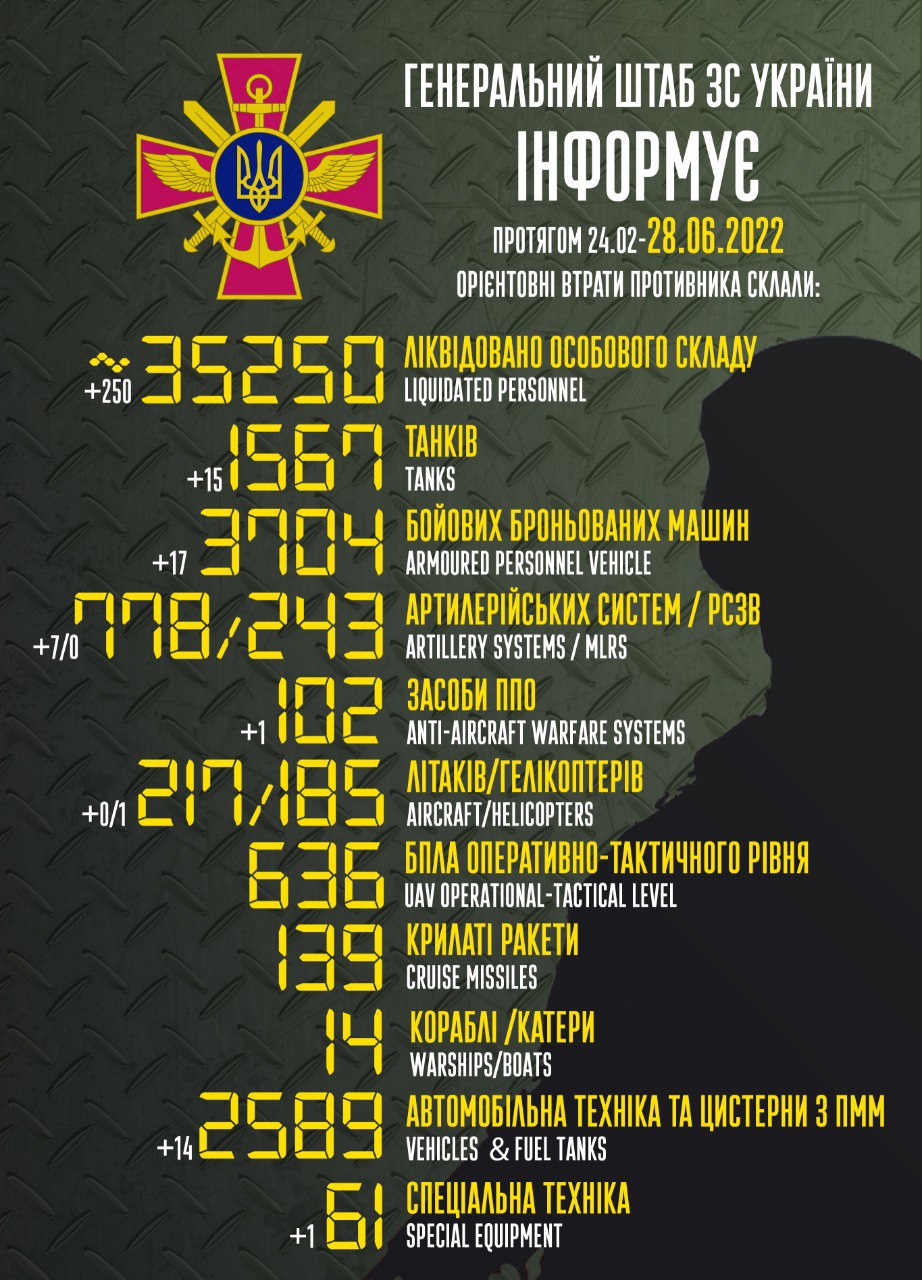 ГЕНЕРАЛЬНИЙ ШТАБ ЗС УКРАЇНИ
ІНФОРМУЄ
ПРОТЯГОМ 24.02-28.06.2022
ОРІЄНТОВНІ ВТРАТИ ПРОТИВНИКА СКЛАЛИ:
+250 ~35250 ЛІКВІДОВАНО ОСОБОВОГО СКЛАДУ
LIQUIDATED PERSONNEL
+15 1567 ТАНКІВ
TANKS
+17 3704 БОЙОВИХ БРОНЬОВАНИХ МАШИН
ARMOURED PERSONNEL VEHICLE
+7/0 778/243 АРТИЛЕРІЙСЬКИХ СИСТЕМ / РСЗВ
ARTILLERY SYSTEMS / MLRS
+1 102 ЗАСОБИ ППО
ANTI-AIRCRAFT WARFARE SYSTEMS
+0/1 217/185 ЛІТАКІВ/ГЕЛІКОПТЕРІВ
AIRCRAFT/HELICOPTERS
636 БПЛА ОПЕРАТИВНО-ТАКТИЧНОГО РІВНЯ
UAV OPERATIONAL-TACTICAL LEVEL
139 КРИЛАТІ РАКЕТИ
CRUISE MISSILES
14 КОРАБЛІ /КАТЕРИ
WARSHIPS/BOATS
+14 2589 АВТОМОБІЛЬНА ТЕХНІКА ТА ЦИСТЕРНИ З ПММ
VEHICLES & FUEL TANKS
+1 61 СПЕЦІАЛЬНА ТЕХНІКА
SPECIAL EQUIPMENT